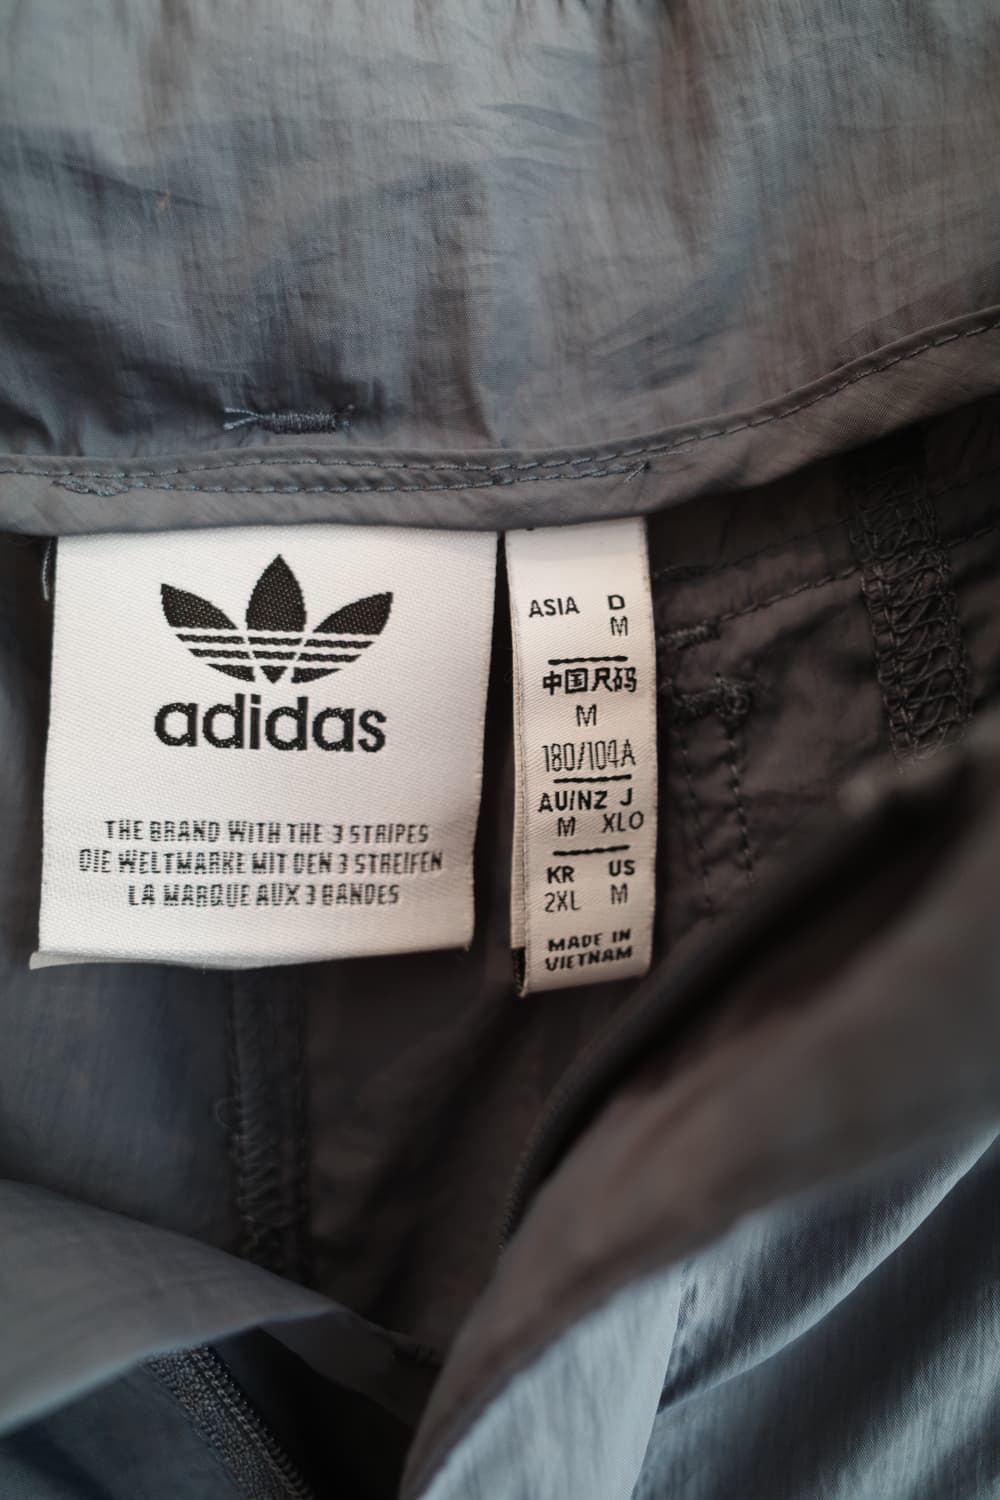 adidas
THE BRAND WITH THE 3 STRIPES
DIE WELTMARKE MIT DEN 3 STREIFEN
LA MARQUE AUX 3 BANDES
ASIA D
M
中国尺码
M
180/104A
AU/NZ J
M XLO
KR US
2XL M
MADE IN
VIETNAM